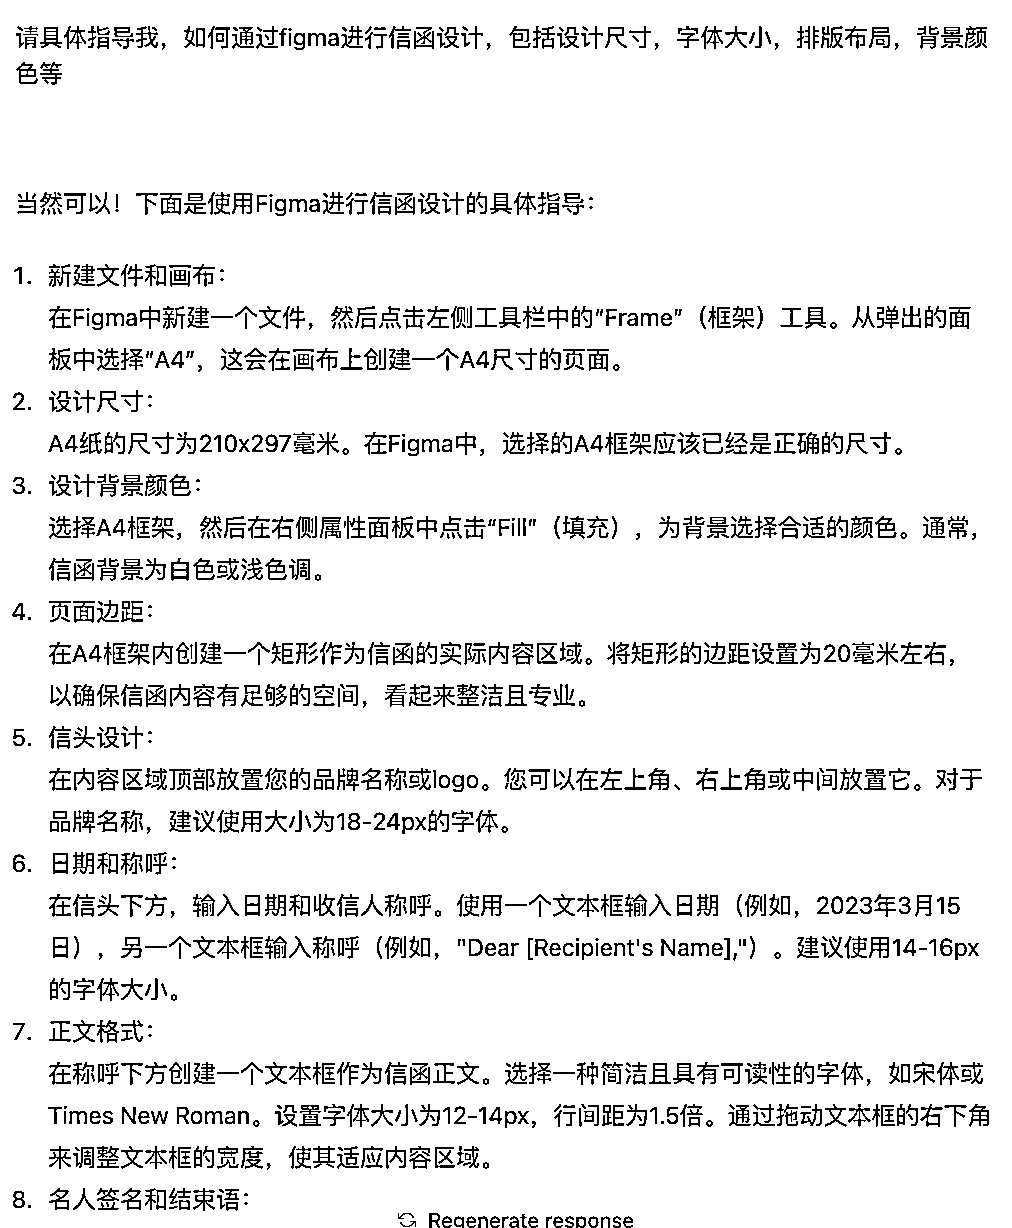 请具体指导我，如何通过figma进行信函设计，包括设计尺寸，字体大小，排版布局，背景颜
色等
当然可以！下面是使用Figma进行信函设计的具体指导：
1. 新建文件和画布：
在Figma中新建一个文件，然后点击左侧工具栏中的“Frame”（框架）工具。从弹出的面
板中选择“A4”，这会在画布上创建一个A4尺寸的页面。
2. 设计尺寸：
A4纸的尺寸为210x297毫米。在Figma中，选择的A4框架应该已经是正确的尺寸。
3. 设计背景颜色：
选择A4框架，然后在右侧属性面板中点击“Fill”（填充），为背景选择合适的颜色。通常，
信函背景为白色或浅色调。
4. 页面边距：
在A4框架内创建一个矩形作为信函的实际内容区域。将矩形的边距设置为20毫米左右，
以确保信函内容有足够的空间，看起来整洁且专业。
5. 信头设计：
在内容区域顶部放置您的品牌名称或logo。您可以在左上角、右上角或中间放置它。对于
品牌名称，建议使用大小为18-24px的字体。
6. 日期和称呼：
在信头下方，输入日期和收信人称呼。使用一个文本框输入日期（例如，2023年3月15
日），另一个文本框输入称呼（例如，"Dear [Recipient's Name],"）。建议使用14-16px
的字体大小。
7. 正文格式：
在称呼下方创建一个文本框作为信函正文。选择一种简洁且具有可读性的字体，如宋体或
Times New Roman。设置字体大小为12-14px，行间距为1.5倍。通过拖动文本框的右下角
来调整文本框的宽度，使其适应内容区域。
8. 名人签名和结束语：
Regenerate response